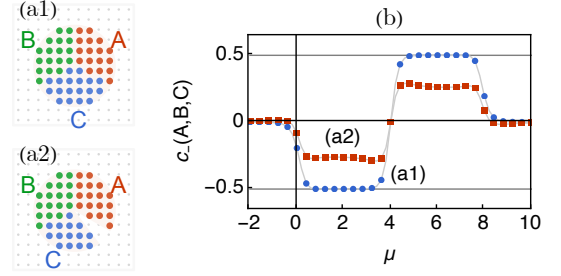 (a1)
B A
C
(a2)
B A
C
(b)
c_(A,B,C)
0.5
0
−0.5
(a2)
(a1)
−2 0 2 4 6 8 10
μ